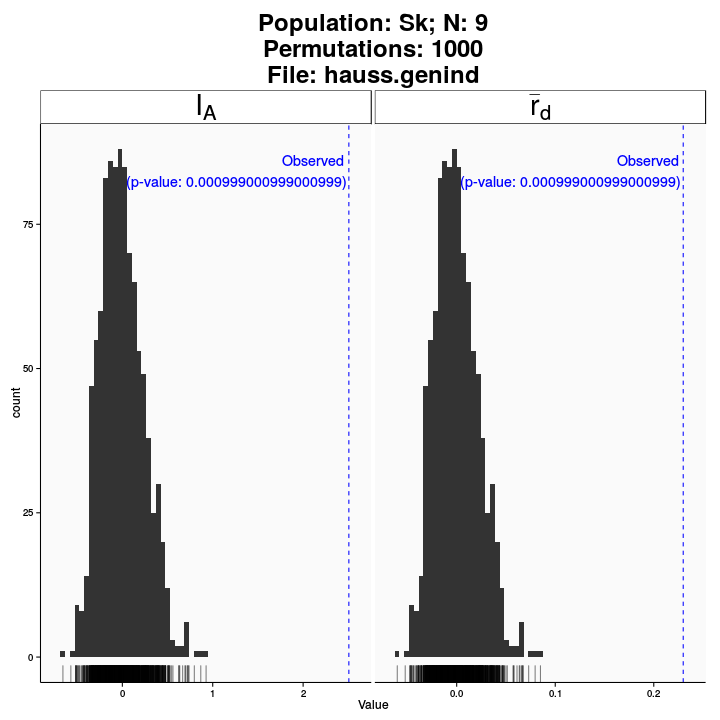 Population: Sk; N: 9
Permutations: 1000
File: hauss.genind
I_A
r̄_d
Observed
(p-value: 0.000999000999000999)
Observed
(p-value: 0.000999000999000999)
75
50
25
0
count
0 1 2
0.0 0.1 0.2
Value